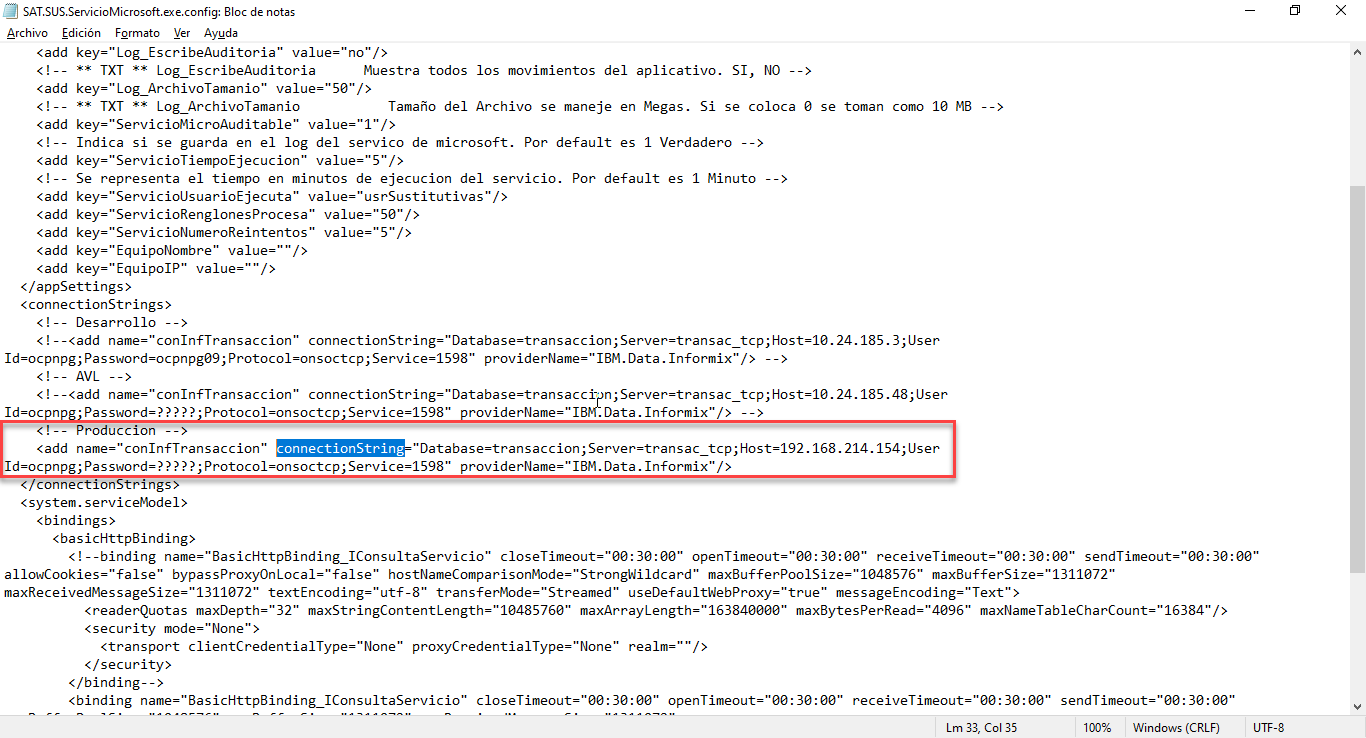 SAT.SUS.ServicioMicrosoft.exe.config: Bloc de notas
Archivo Edición Formato Ver Ayuda
<add key="Log_EscribeAuditoria" value="no"/>
<!-- ** TXT ** Log_EscribeAuditoria      Muestra todos los movimientos del aplicativo. SI, NO -->
<add key="Log_ArchivoTamanio" value="50"/>
<!-- ** TXT ** Log_ArchivoTamanio           Tamaño del Archivo se maneje en Megas. Si se coloca 0 se toman como 10 MB -->
<add key="ServicioMicroAuditable" value="1"/>
<!-- Indica si se guarda en el log del servico de microsoft. Por default es 1 Verdadero -->
<add key="ServicioTiempoEjecucion" value="5"/>
<!-- Se representa el tiempo en minutos de ejecucion del servicio. Por default es 1 Minuto -->
<add key="ServicioUsuarioEjecuta" value="usrSustitutivas"/>
<add key="ServicioRenglonesProcesa" value="50"/>
<add key="ServicioNumeroReintentos" value="5"/>
<add key="EquipoNombre" value=""/>
<add key="EquipoIP" value=""/>
</appSettings>
<connectionStrings>
<!-- Desarrollo -->
<!--<add name="conInfTransaccion" connectionString="Database=transaccion;Server=transac_tcp;Host=10.24.185.3;User
Id=ocpnpg;Password=ocpnpg09;Protocol=onsoctcp;Service=1598" providerName="IBM.Data.Informix"/> -->
<!-- AVL -->
<!--<add name="conInfTransaccion" connectionString="Database=transaccion;Server=transac_tcp;Host=10.24.185.48;User
Id=ocpnpg;Password=?????;Protocol=onsoctcp;Service=1598" providerName="IBM.Data.Informix"/> -->
<!-- Produccion -->
<add name="conInfTransaccion" connectionString="Database=transaccion;Server=transac_tcp;Host=192.168.214.154;User
Id=ocpnpg;Password=?????;Protocol=onsoctcp;Service=1598" providerName="IBM.Data.Informix"/>
</connectionStrings>
<system.serviceModel>
<bindings>
<basicHttpBinding>
<!--binding name="BasicHttpBinding_IConsultaServicio" closeTimeout="00:30:00" openTimeout="00:30:00" receiveTimeout="00:30:00" sendTimeout="00:30:00"
allowCookies="false" bypassProxyOnLocal="false" hostNameComparisonMode="StrongWildcard" maxBufferPoolSize="1048576" maxBufferSize="1311072"
maxReceivedMessageSize="1311072" textEncoding="utf-8" transferMode="Streamed" useDefaultWebProxy="true" messageEncoding="Text">
<readerQuotas maxDepth="32" maxStringContentLength="10485760" maxArrayLength="163840000" maxBytesPerRead="4096" maxNameTableCharCount="16384"/>
<security mode="None">
<transport clientCredentialType="None" proxyCredentialType="None" realm=""/>
</security>
</binding-->
<binding name="BasicHttpBinding_IConsultaServicio" closeTimeout="00:30:00" openTimeout="00:30:00" receiveTimeout="00:30:00" sendTimeout="00:30:00"
Lm 33, Col 35 100% Windows (CRLF) UTF-8